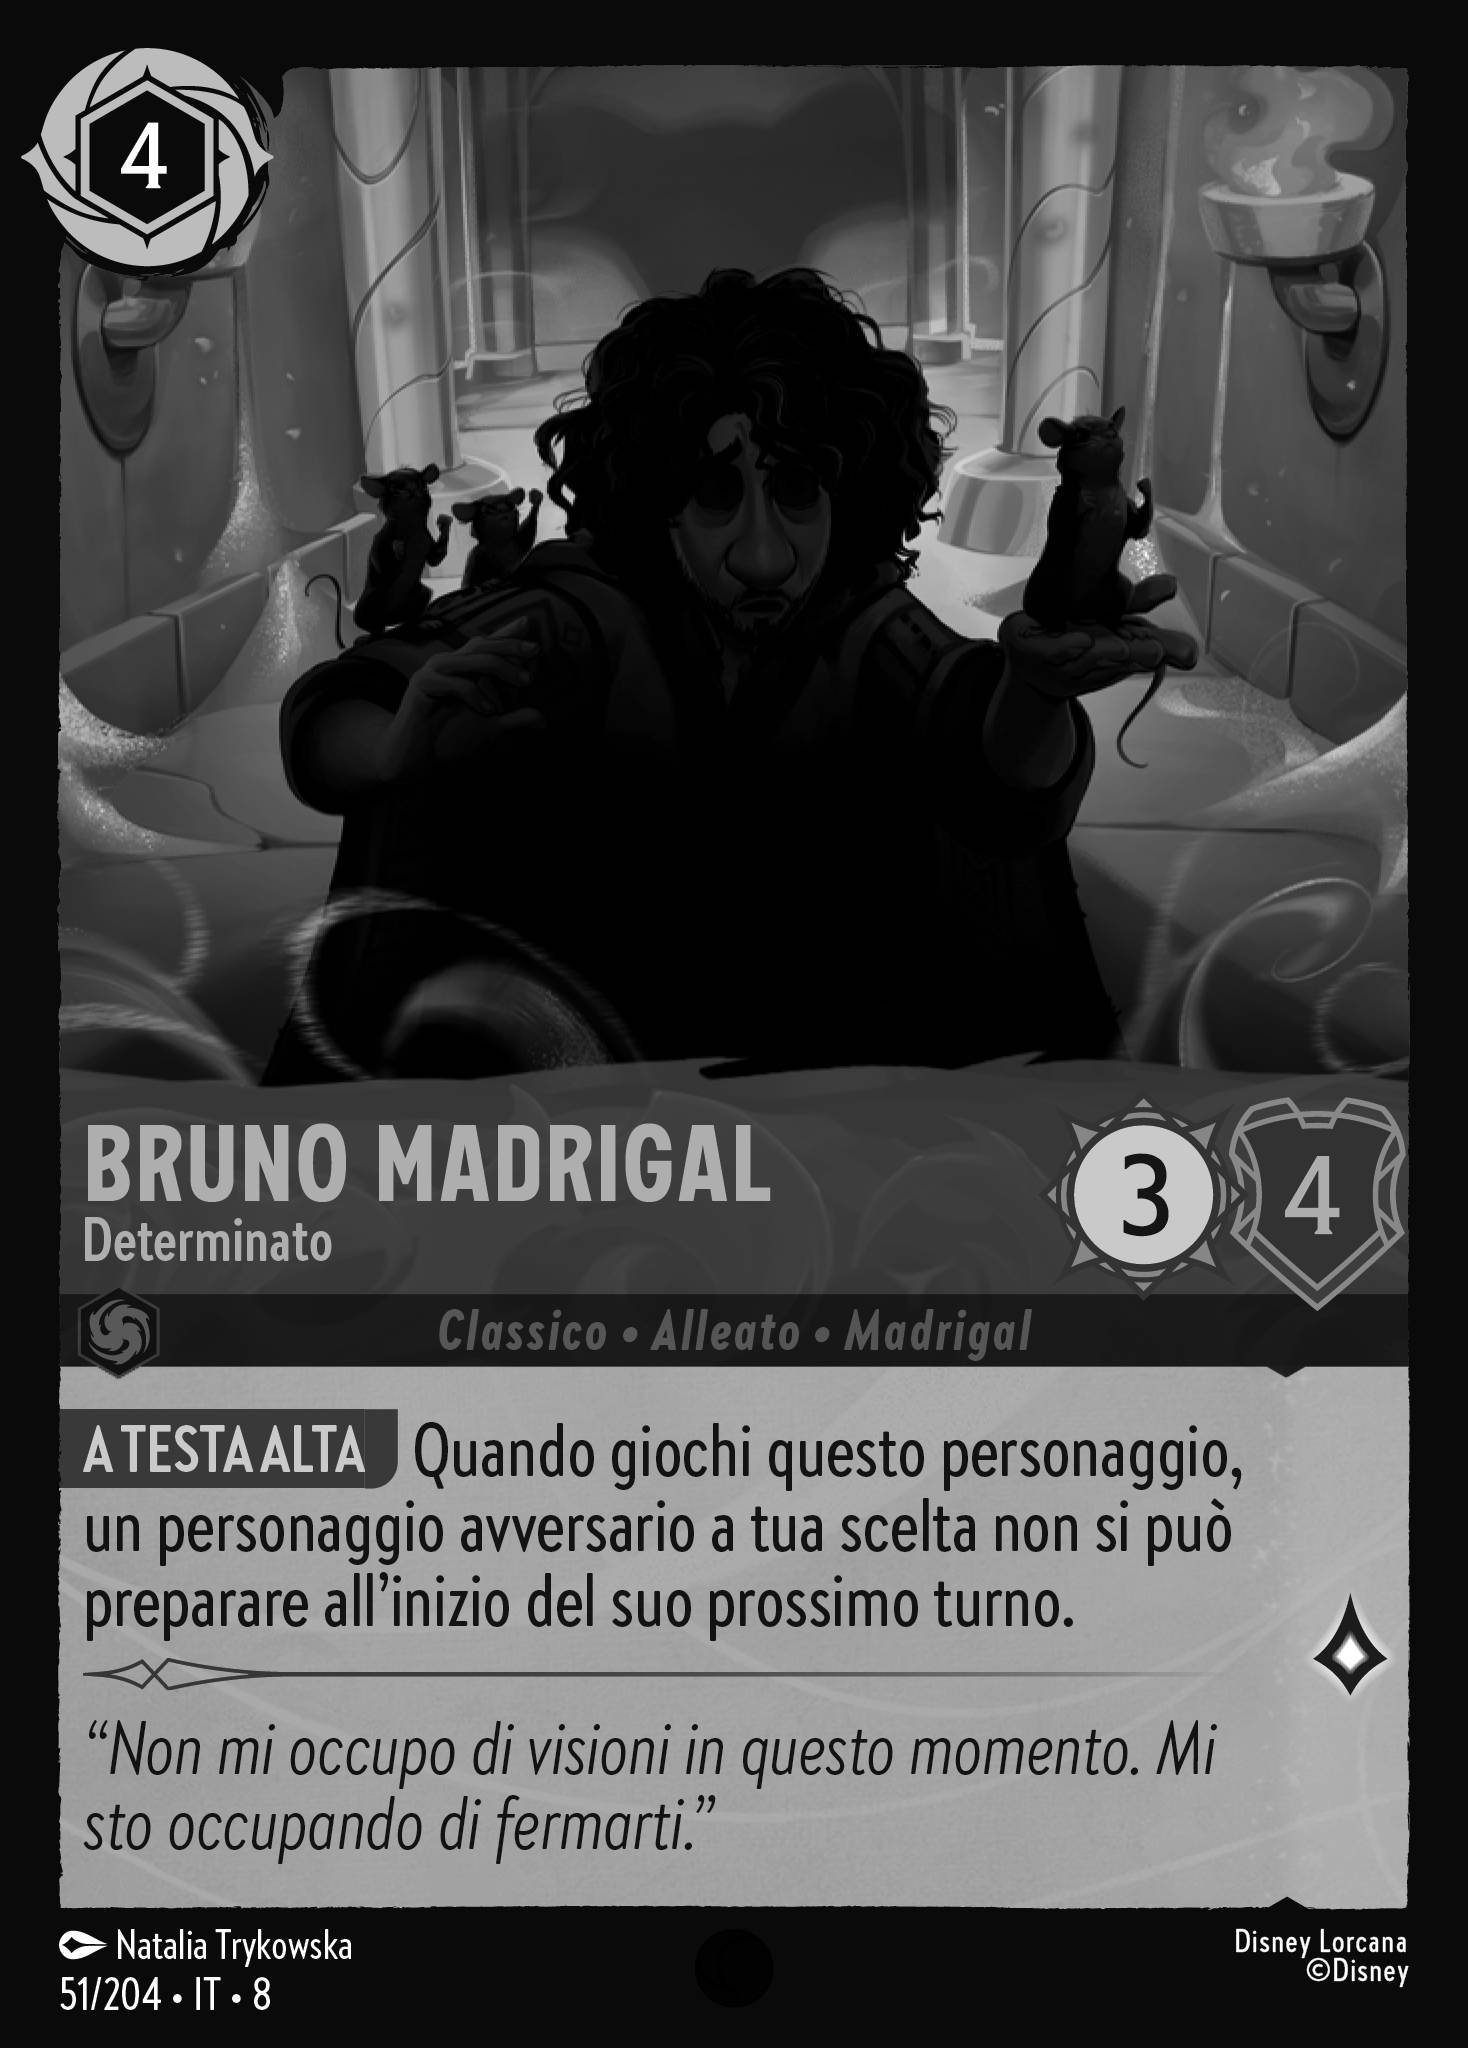 4
BRUNO MADRIGAL
Determinato
3
4
Classico • Alleato • Madrigal
A TESTA ALTA Quando giochi questo personaggio,
un personaggio avversario a tua scelta non si può
preparare all’inizio del suo prossimo turno.
“Non mi occupo di visioni in questo momento. Mi
sto occupando di fermarti.”
Natalia Trykowska
51/204 • IT • 8
Disney Lorcana
©Disney